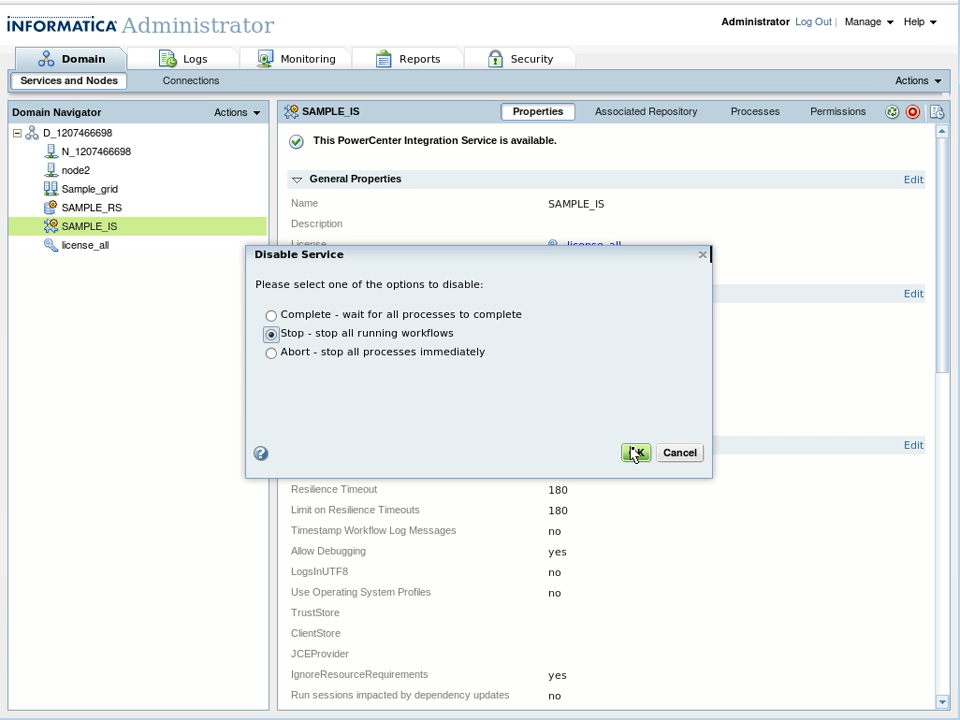 INFORMATICA Administrator
Administrator Log Out | Manage Help
Domain Logs Monitoring Reports Security
Services and Nodes Connections Actions
Domain Navigator Actions
D_1207466698
N_1207466698
node2
Sample_grid
SAMPLE_RS
SAMPLE_IS
license_all
SAMPLE_IS Properties Associated Repository Processes Permissions
This PowerCenter Integration Service is available.
General Properties Edit
Name SAMPLE_IS
Description
License license_all
Edit
Disable Service
Please select one of the options to disable:
Complete - wait for all processes to complete
Stop - stop all running workflows
Abort - stop all processes immediately
Cancel
Edit
Resilience Timeout 180
Limit on Resilience Timeouts 180
Timestamp Workflow Log Messages no
Allow Debugging yes
LogsInUTF8 no
Use Operating System Profiles no
TrustStore
ClientStore
JCEProvider
IgnoreResourceRequirements yes
Run sessions impacted by dependency updates no